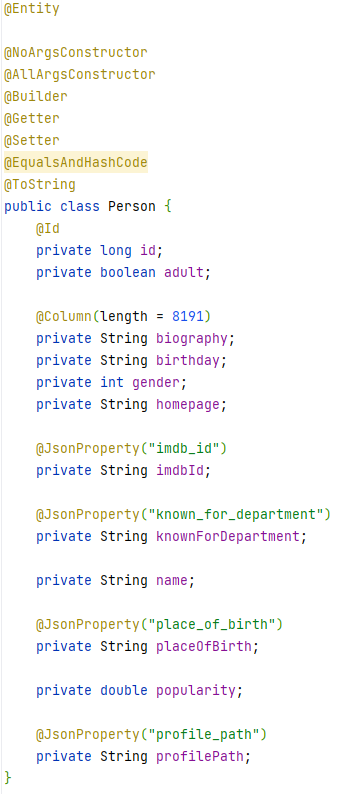 @Entity
@NoArgsConstructor
@AllArgsConstructor
@Builder
@Getter
@Setter
@EqualsAndHashCode
@ToString
public class Person {
    @Id
    private long id;
    private boolean adult;
    @Column(length = 8191)
    private String biography;
    private String birthday;
    private int gender;
    private String homepage;
    @JsonProperty("imdb_id")
    private String imdbId;
    @JsonProperty("known_for_department")
    private String knownForDepartment;
    private String name;
    @JsonProperty("place_of_birth")
    private String placeOfBirth;
    private double popularity;
    @JsonProperty("profile_path")
    private String profilePath;
}